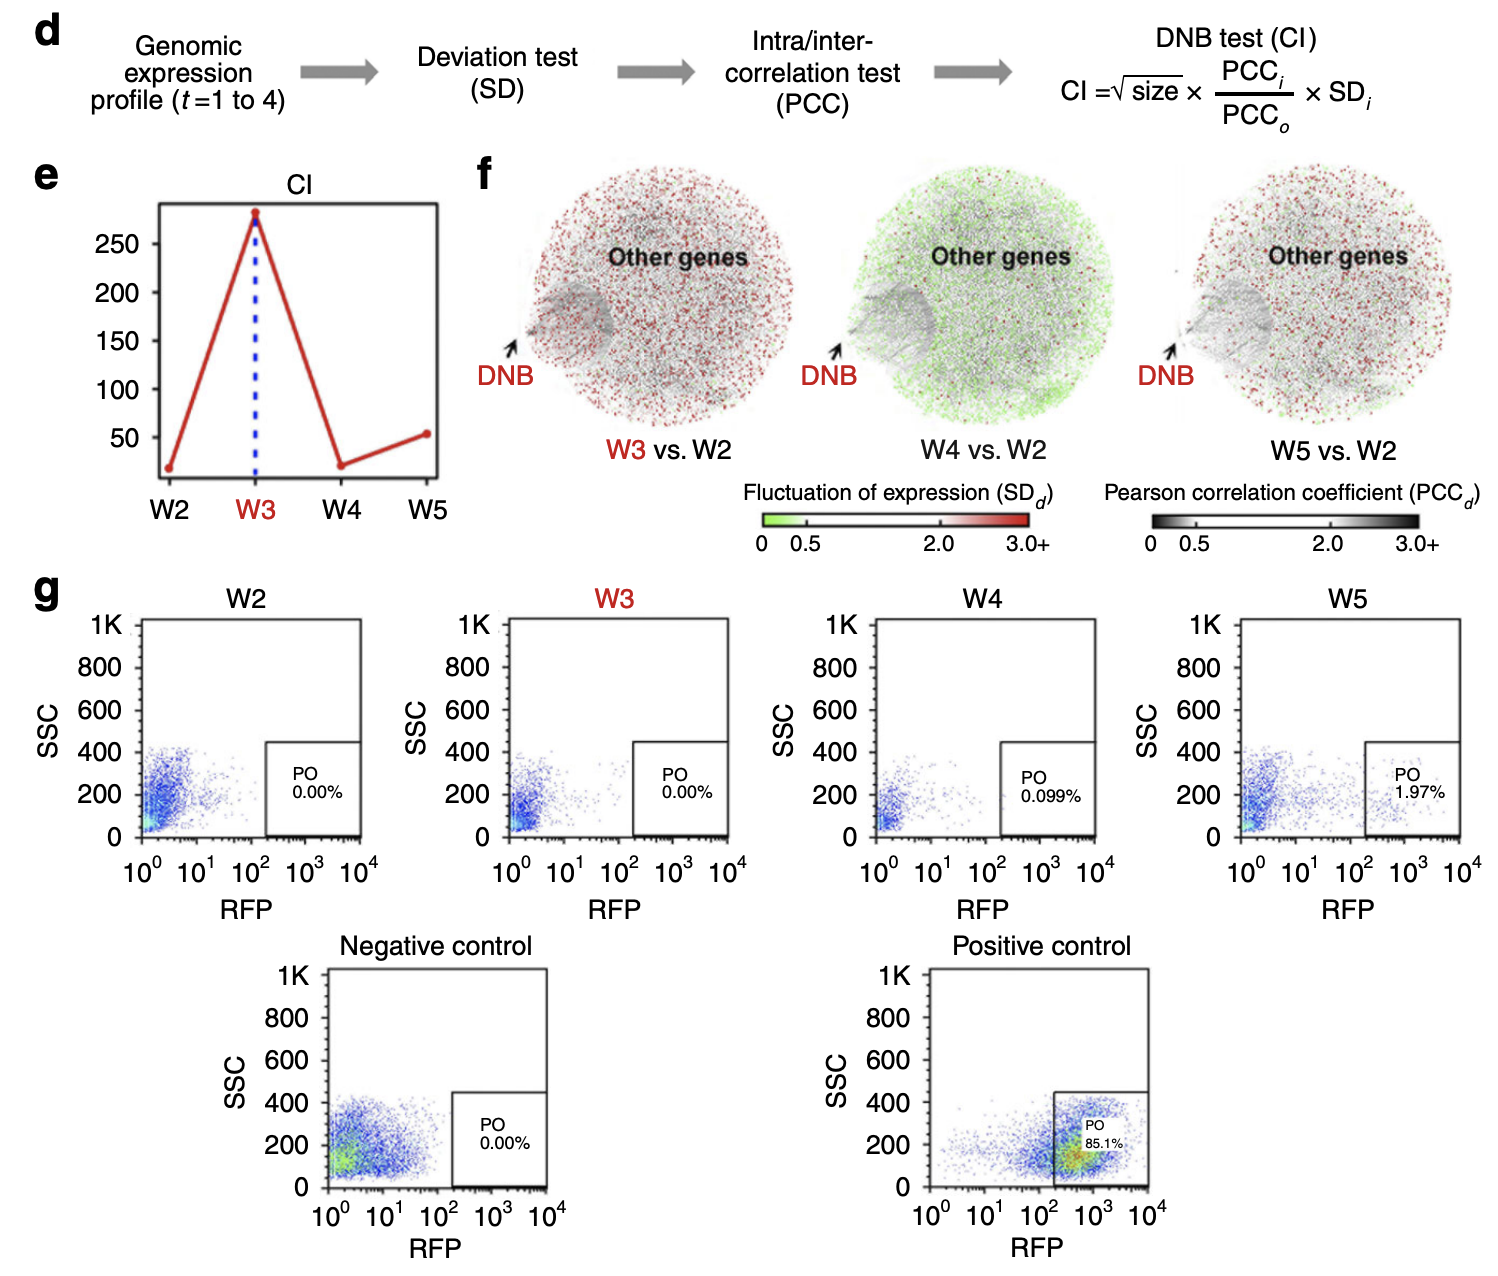 d
Genomic
expression
profile (t =1 to 4)
Deviation test
(SD)
Intra/inter-
correlation test
(PCC)
DNB test (CI)
CI =√size × PCCi / PCCo × SDi
e
CI
250
200
150
100
50
W2 W3 W4 W5
f
Other genes
DNB
W3 vs. W2
Other genes
DNB
W4 vs. W2
Other genes
DNB
W5 vs. W2
Fluctuation of expression (SDd)
0 0.5 2.0 3.0+
Pearson correlation coefficient (PCCd)
0 0.5 2.0 3.0+
g
W2
1K
800
600
400
200
0
SSC
PO
0.00%
10⁰ 10¹ 10² 10³ 10⁴
RFP
W3
1K
800
600
400
200
0
SSC
PO
0.00%
10⁰ 10¹ 10² 10³ 10⁴
RFP
W4
1K
800
600
400
200
0
SSC
PO
0.099%
10⁰ 10¹ 10² 10³ 10⁴
RFP
W5
1K
800
600
400
200
0
SSC
PO
1.97%
10⁰ 10¹ 10² 10³ 10⁴
RFP
Negative control
1K
800
600
400
200
0
SSC
PO
0.00%
10⁰ 10¹ 10² 10³ 10⁴
RFP
Positive control
1K
800
600
400
200
0
SSC
PO
85.1%
10⁰ 10¹ 10² 10³ 10⁴
RFP